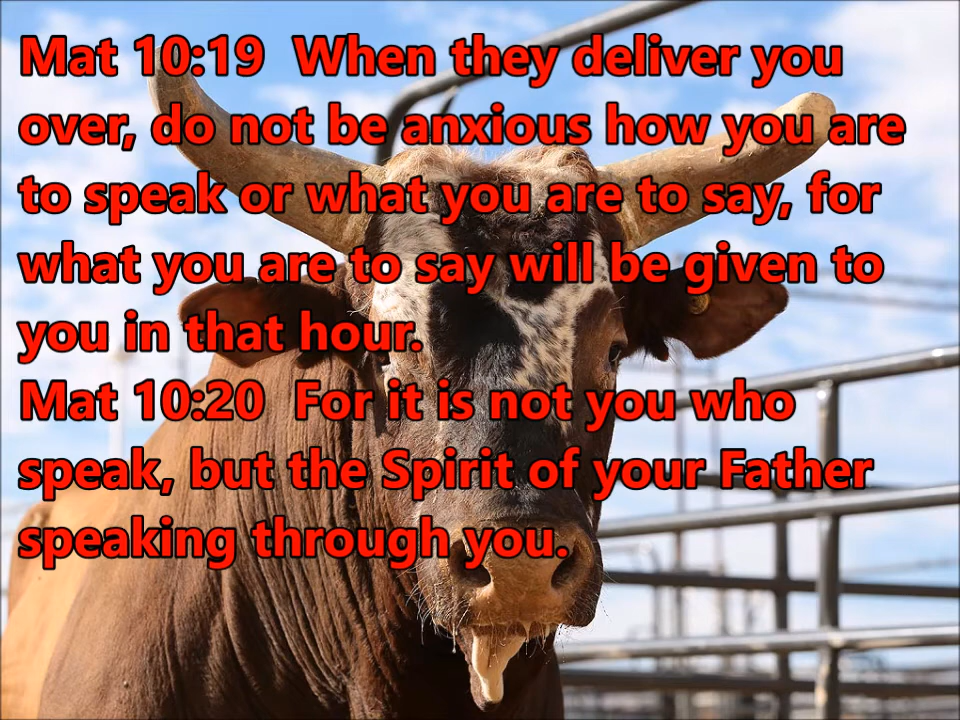 Mat 10:19  When they deliver you
over, do not be anxious how you are
to speak or what you are to say, for
what you are to say will be given to
you in that hour.
Mat 10:20  For it is not you who
speak, but the Spirit of your Father
speaking through you.